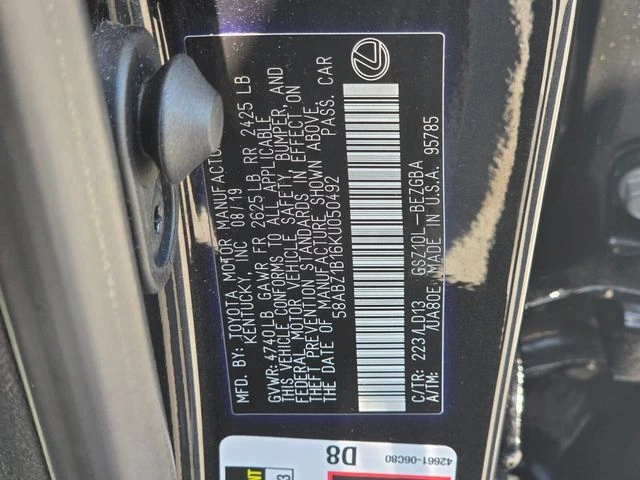 MFD. BY: TOYOTA MOTOR MANUFACTUR
KENTUCKY, INC 08/19
GVWR: 4740 LB GAWR FR 2625 LB RR 2425 LB
THIS VEHICLE CONFORMS TO ALL APPLICABLE
FEDERAL MOTOR VEHICLE SAFETY, BUMPER, AND
THEFT PREVENTION STANDARDS IN EFFECT ON
THE DATE OF MANUFACTURE SHOWN ABOVE.
58ABZ1B16KU050492 PASS. CAR
C/TR: 223/LD13 GSZ10L-BEZGBA
A/TM: /UA80E/ MADE IN U.S.A. 95785
D8
42661-06C80